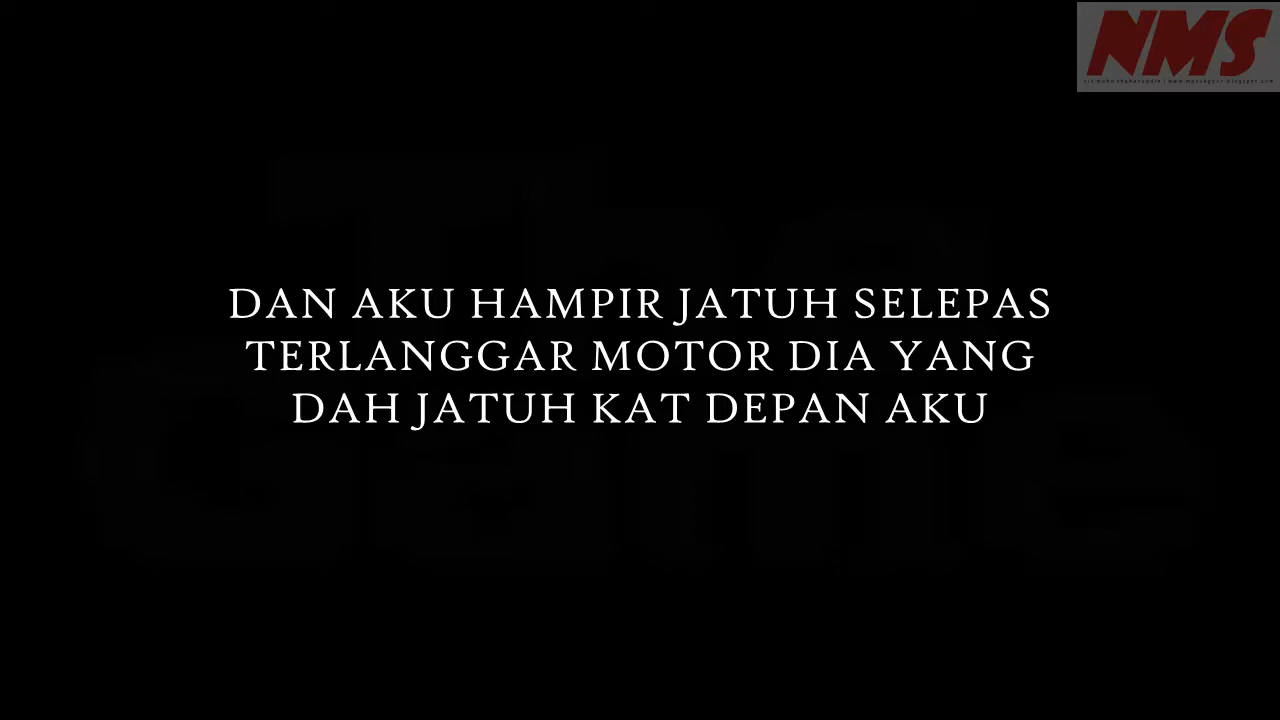 NMS
DAN AKU HAMPIR JATUH SELEPAS
TERLANGGAR MOTOR DIA YANG
DAH JATUH KAT DEPAN AKU